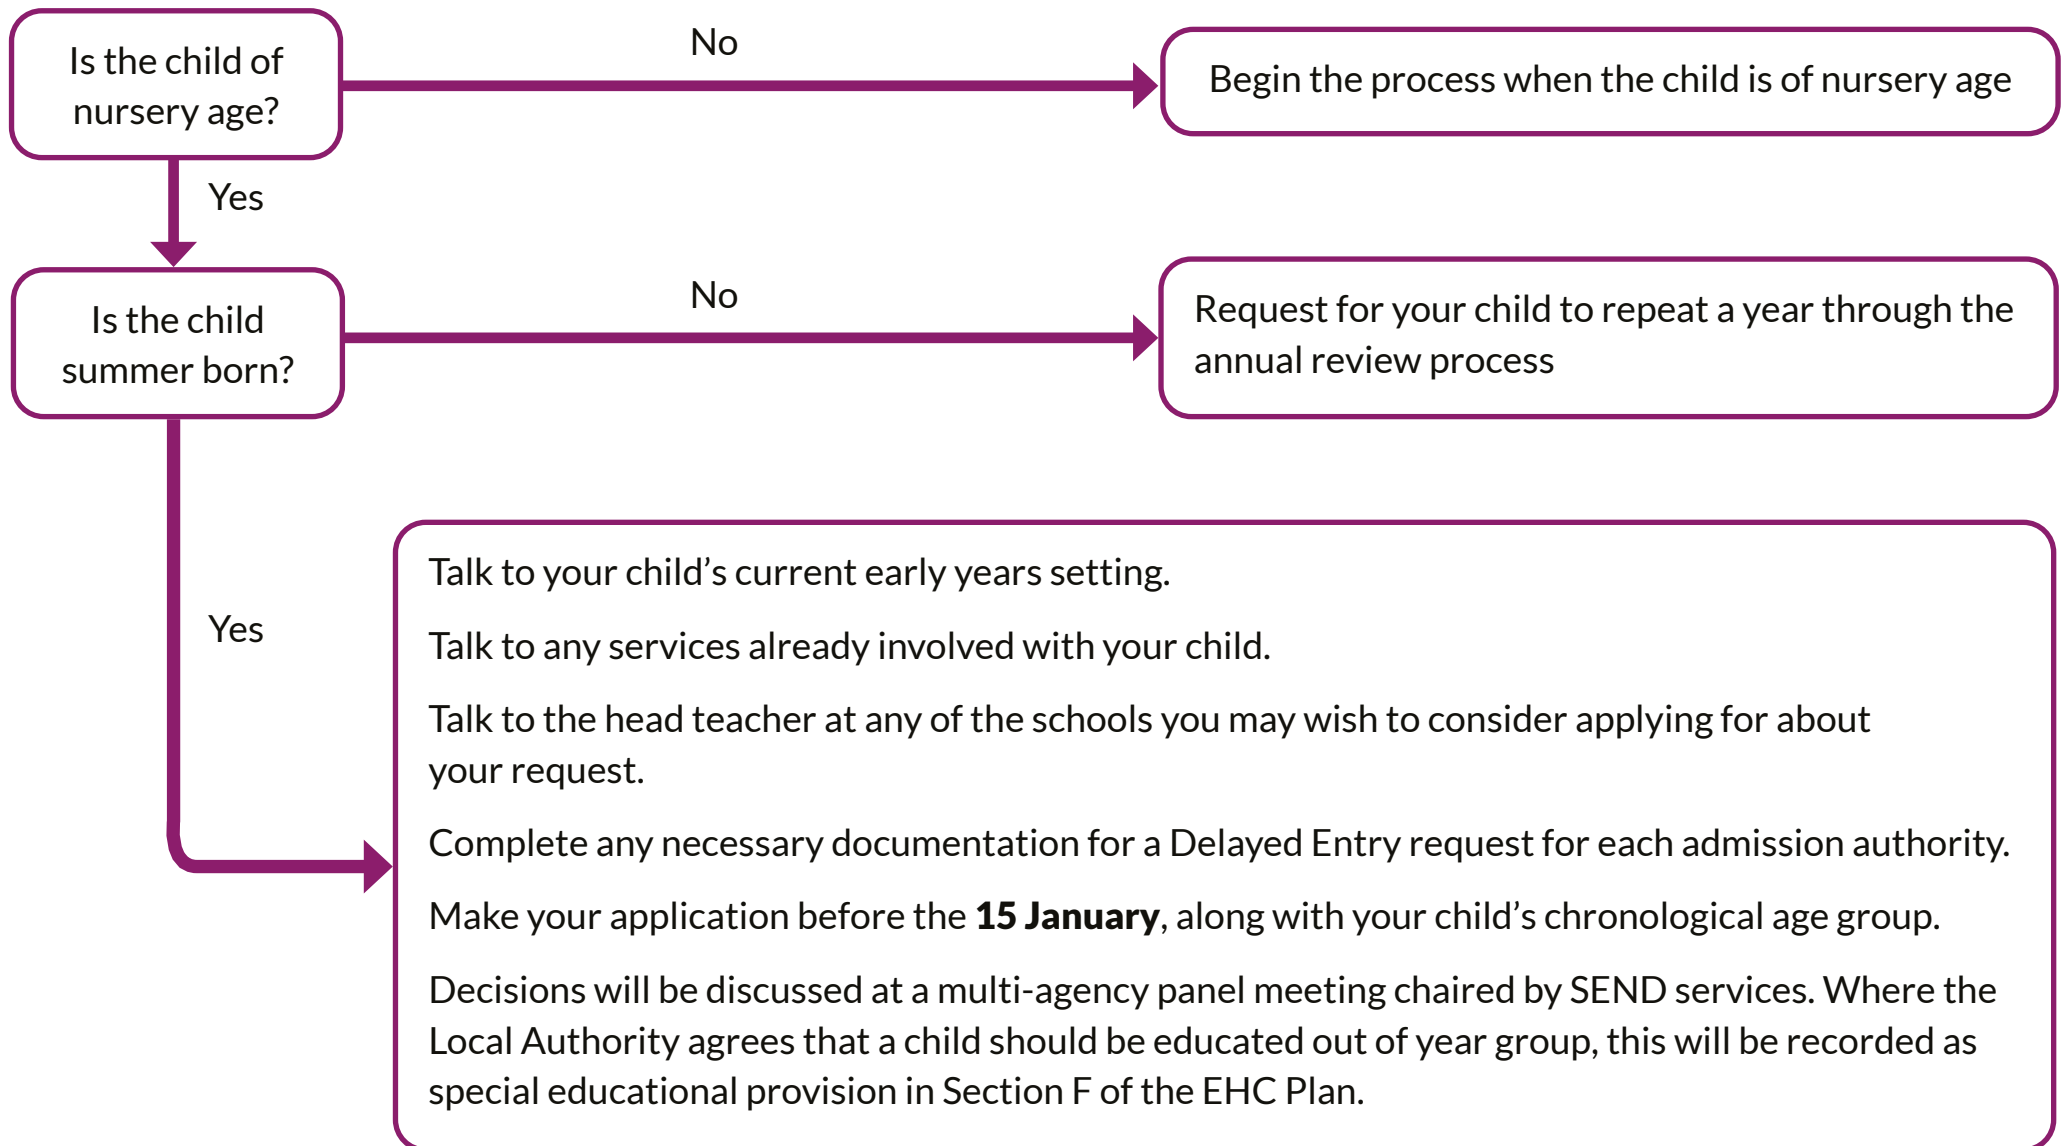 Is the child of
nursery age?
No
Begin the process when the child is of nursery age
Yes
Is the child
summer born?
No
Request for your child to repeat a year through the
annual review process
Yes
Talk to your child’s current early years setting.
Talk to any services already involved with your child.
Talk to the head teacher at any of the schools you may wish to consider applying for about
your request.
Complete any necessary documentation for a Delayed Entry request for each admission authority.
Make your application before the 15 January, along with your child’s chronological age group.
Decisions will be discussed at a multi-agency panel meeting chaired by SEND services. Where the
Local Authority agrees that a child should be educated out of year group, this will be recorded as
special educational provision in Section F of the EHC Plan.